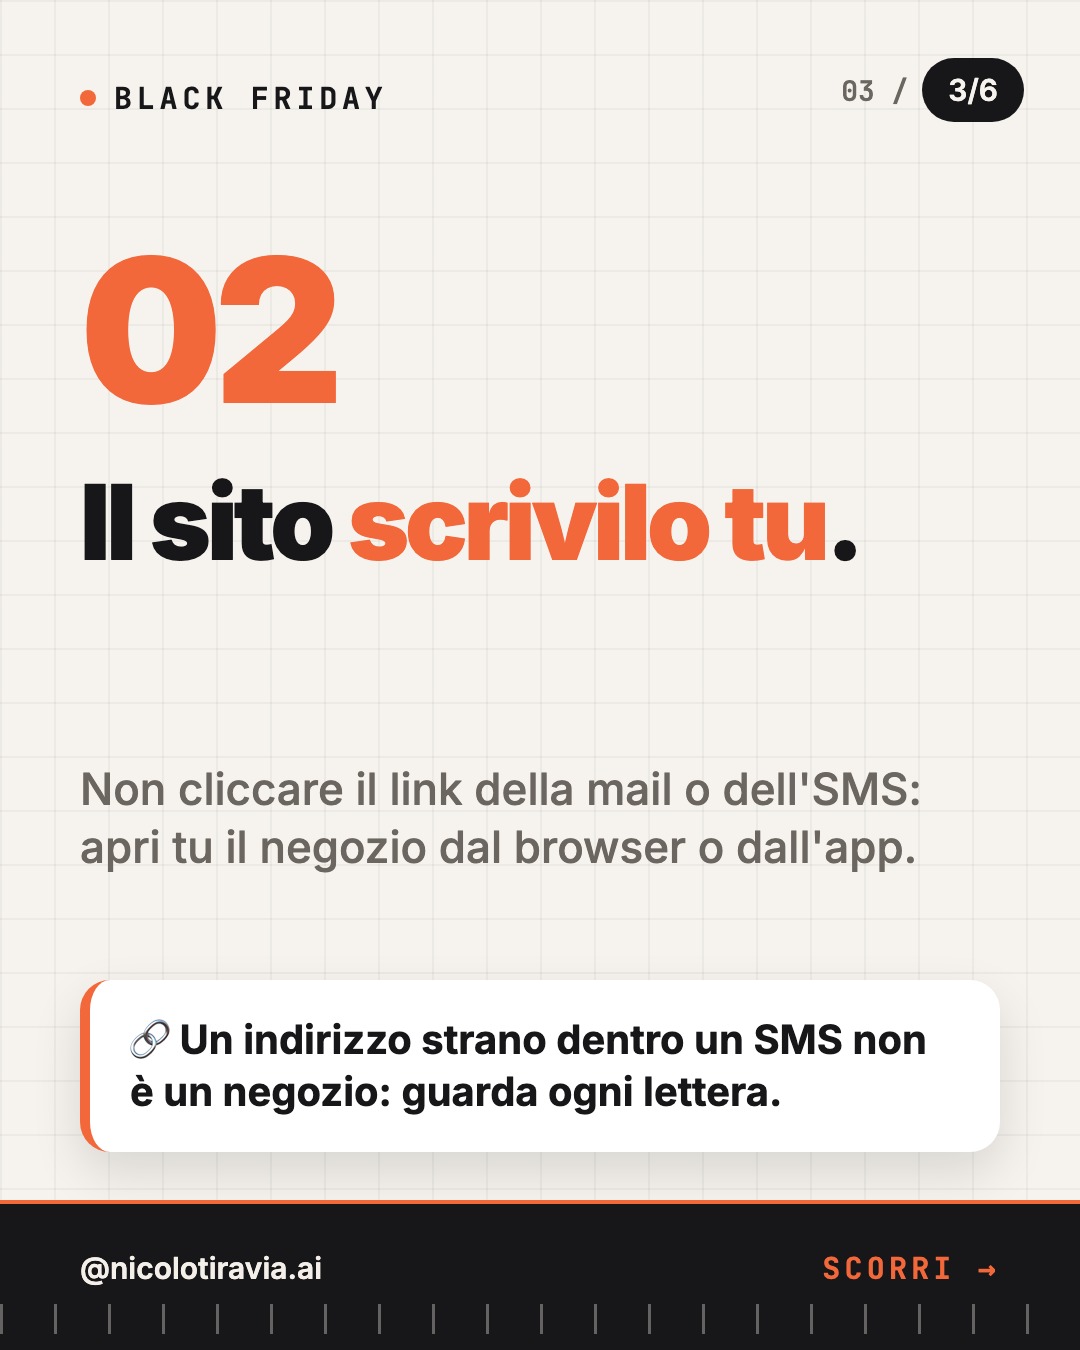 BLACK FRIDAY
03 / 3/6
02
Il sito scrivilo tu.
Non cliccare il link della mail o dell'SMS:
apri tu il negozio dal browser o dall'app.
🔗 Un indirizzo strano dentro un SMS non
è un negozio: guarda ogni lettera.
@nicolotiravia.ai
SCORRI →